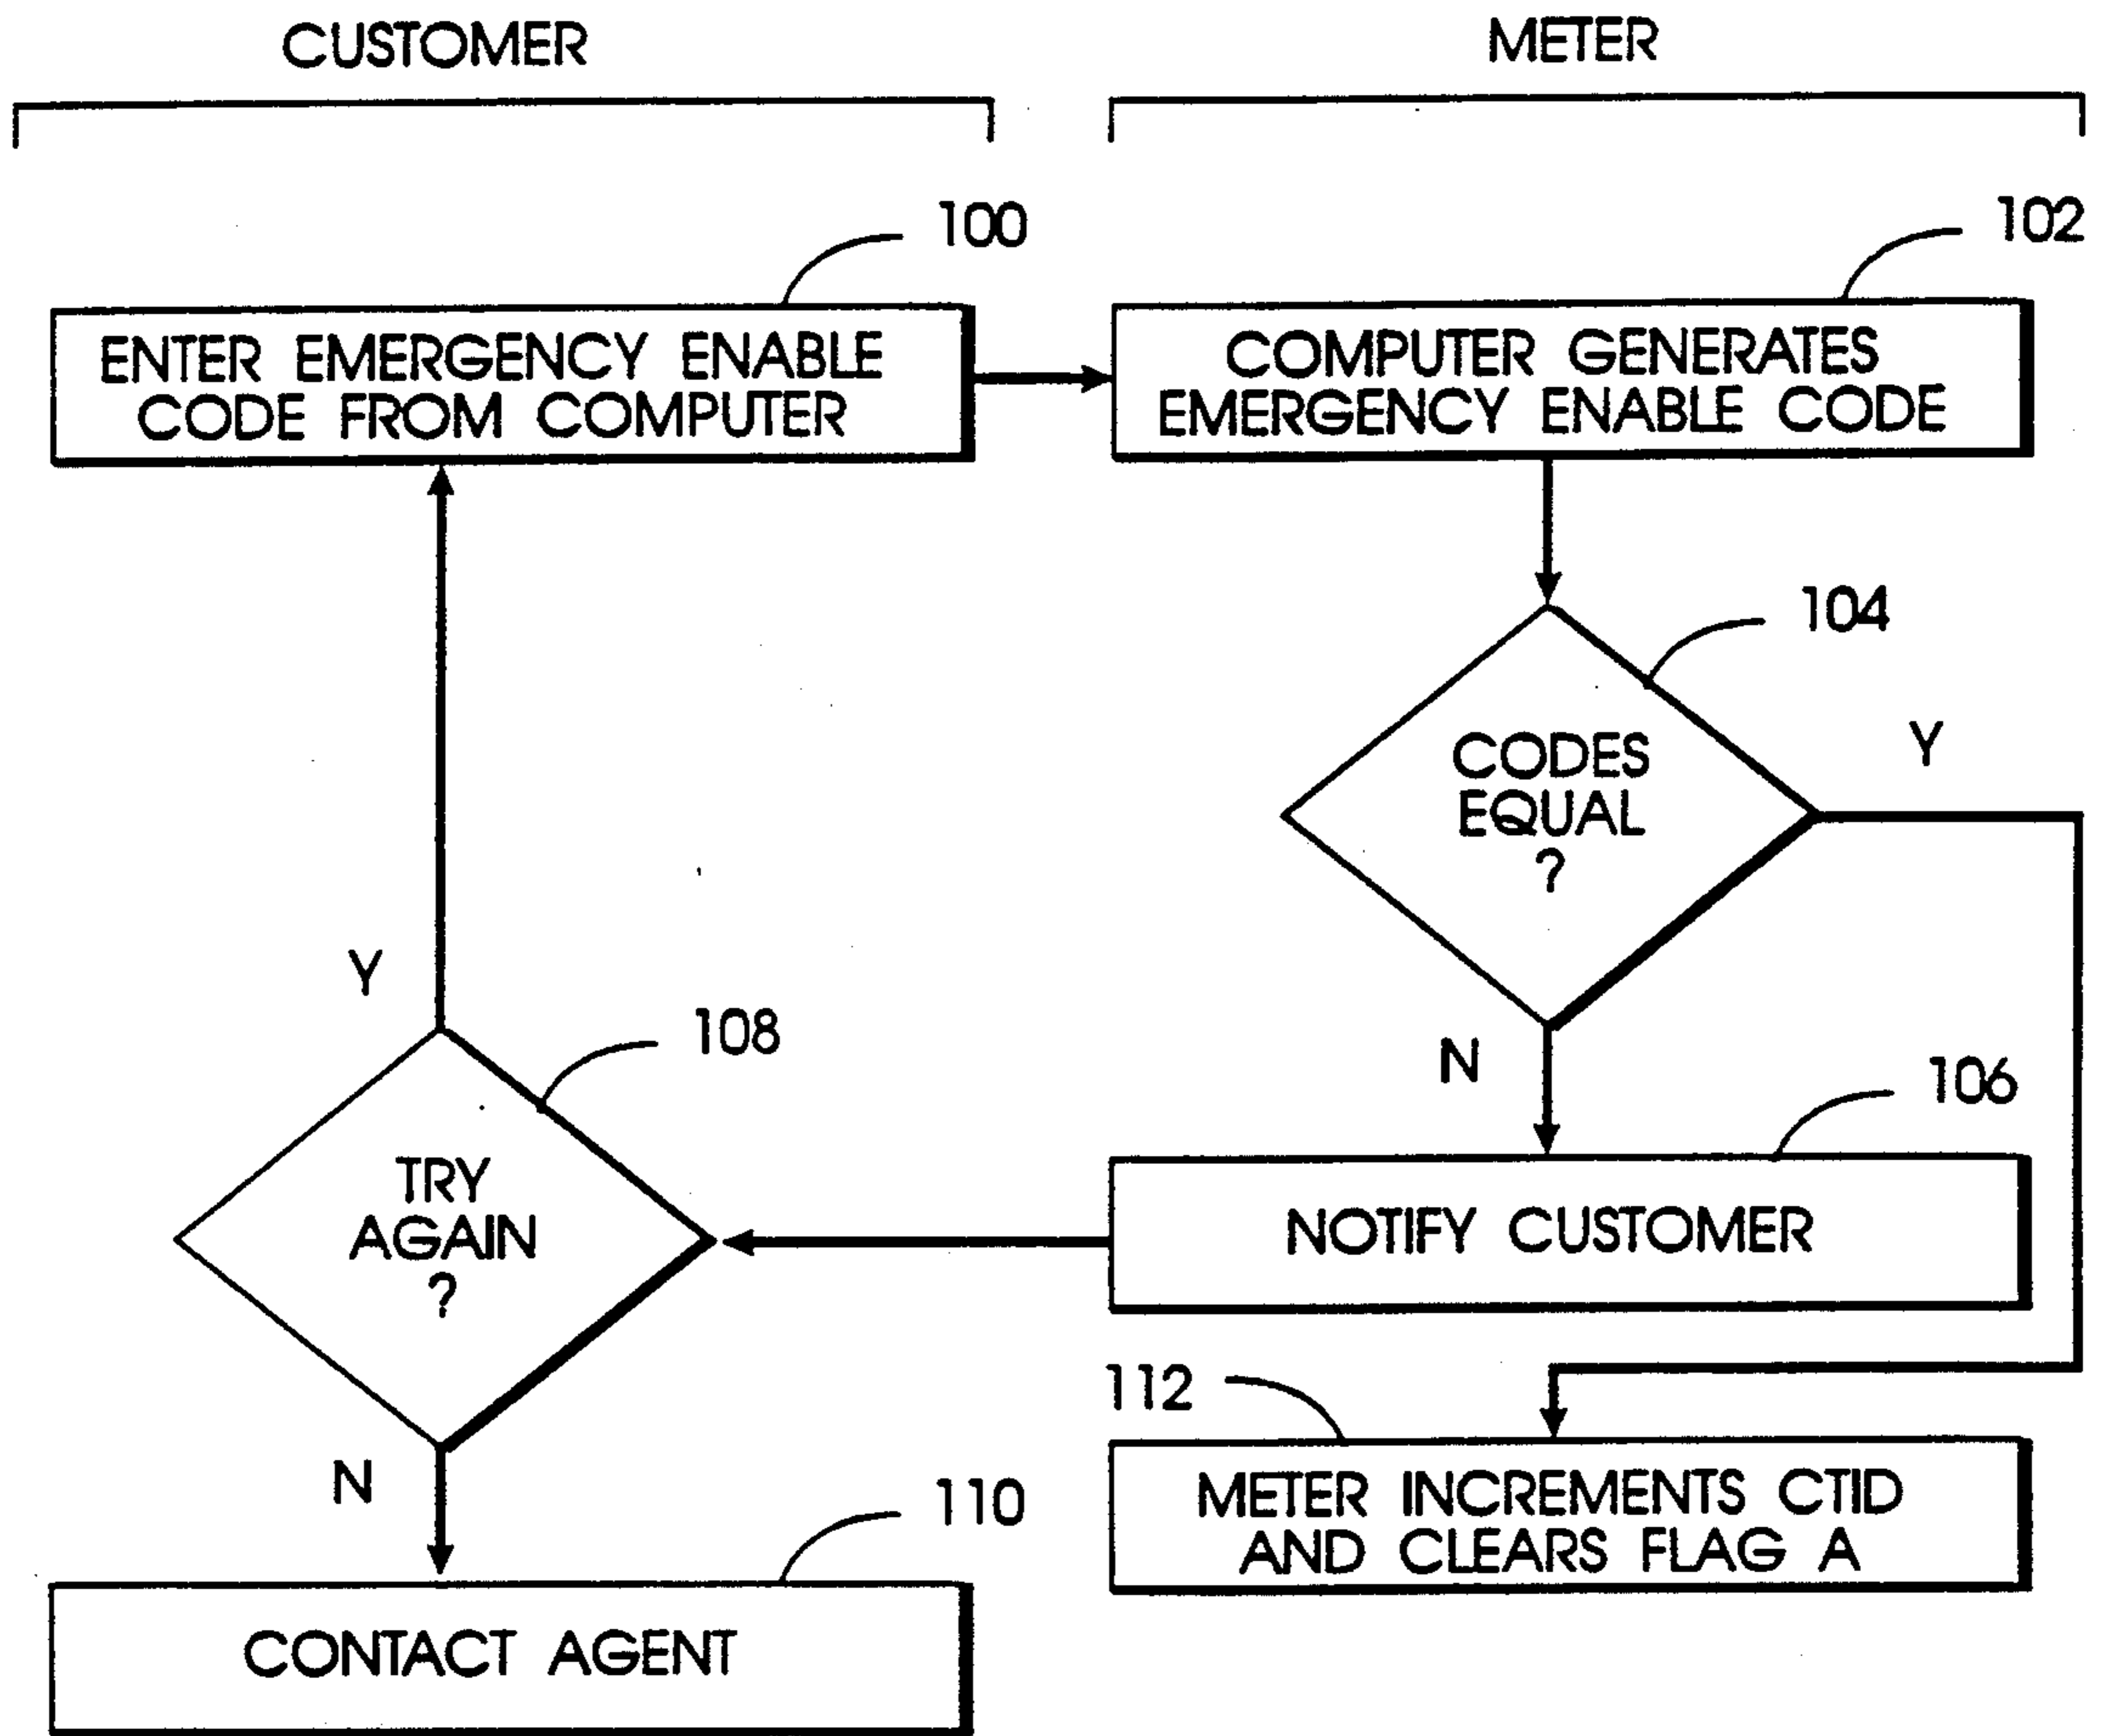 CUSTOMER
METER
100
102
ENTER EMERGENCY ENABLE
CODE FROM COMPUTER
COMPUTER GENERATES
EMERGENCY ENABLE CODE
104
CODES
EQUAL
?
Y
N
106
NOTIFY CUSTOMER
Y
108
TRY
AGAIN
?
N
110
CONTACT AGENT
112
METER INCREMENTS CTID
AND CLEARS FLAG A